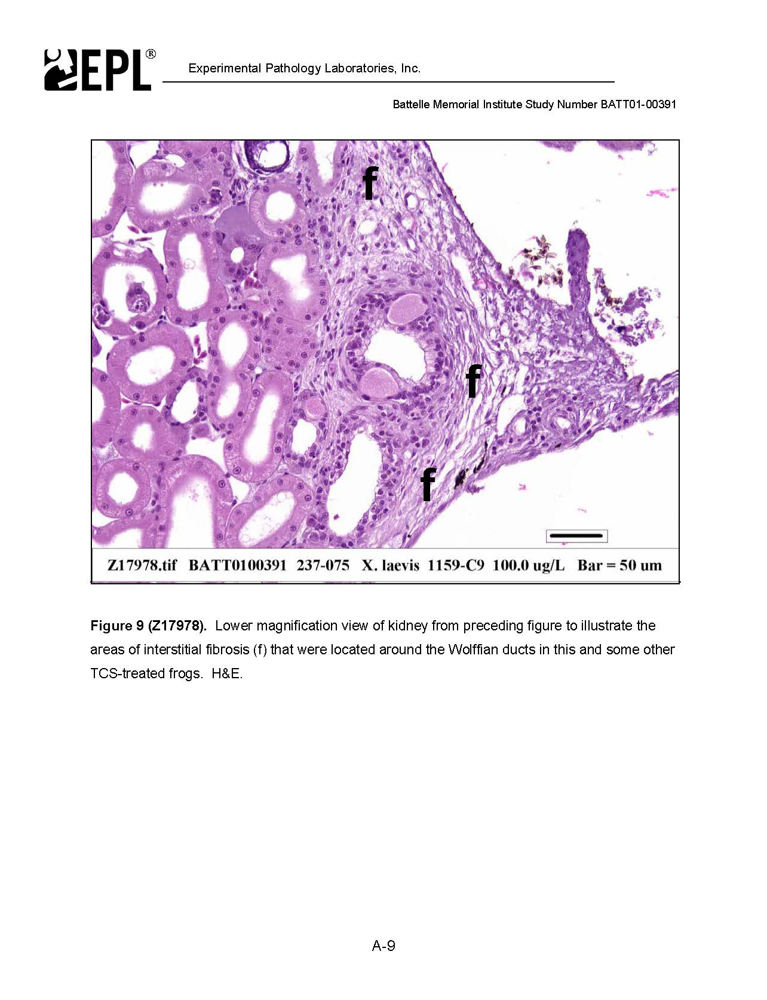 EPL®
Experimental Pathology Laboratories, Inc.
Battelle Memorial Institute Study Number BATT01-00391
f
f
f
Z17978.tif BATT0100391 237-075 X. laevis 1159-C9 100.0 ug/L Bar = 50 um
Figure 9 (Z17978). Lower magnification view of kidney from preceding figure to illustrate the
areas of interstitial fibrosis (f) that were located around the Wolffian ducts in this and some other
TCS-treated frogs. H&E.
A-9